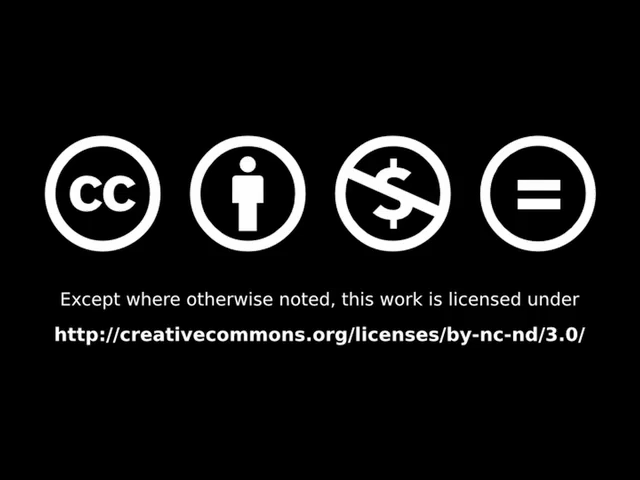 cc
$
=
Except where otherwise noted, this work is licensed under
http://creativecommons.org/licenses/by-nc-nd/3.0/